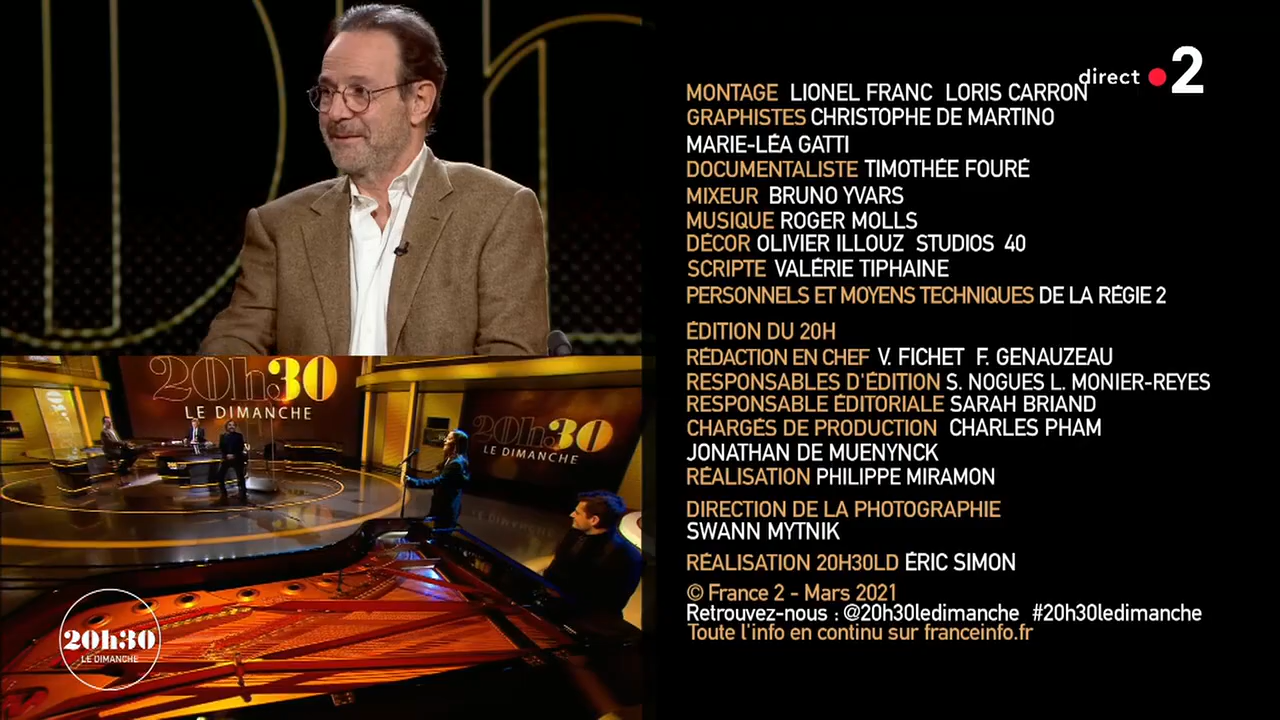 direct 2
MONTAGE LIONEL FRANC LORIS CARRON
GRAPHISTES CHRISTOPHE DE MARTINO
MARIE-LÉA GATTI
DOCUMENTALISTE TIMOTHÉE FOURÉ
MIXEUR BRUNO YVARS
MUSIQUE ROGER MOLLS
DÉCOR OLIVIER ILLOUZ STUDIOS 40
SCRIPTE VALÉRIE TIPHAINE
PERSONNELS ET MOYENS TECHNIQUES DE LA RÉGIE 2
ÉDITION DU 20H
RÉDACTION EN CHEF V. FICHET F. GENAUZEAU
RESPONSABLES D'ÉDITION S. NOGUES L. MONIER-REYES
RESPONSABLE ÉDITORIALE SARAH BRIAND
CHARGÉS DE PRODUCTION CHARLES PHAM
JONATHAN DE MUENYNCK
RÉALISATION PHILIPPE MIRAMON
DIRECTION DE LA PHOTOGRAPHIE
SWANN MYTNIK
RÉALISATION 20H30LD ÉRIC SIMON
© France 2 - Mars 2021
Retrouvez-nous : @20h30ledimanche #20h30ledimanche
Toute l'info en continu sur franceinfo.fr
20h30
LE DIMANCHE
20h30
LE DIMANCHE
20h30
LE DIMANCHE